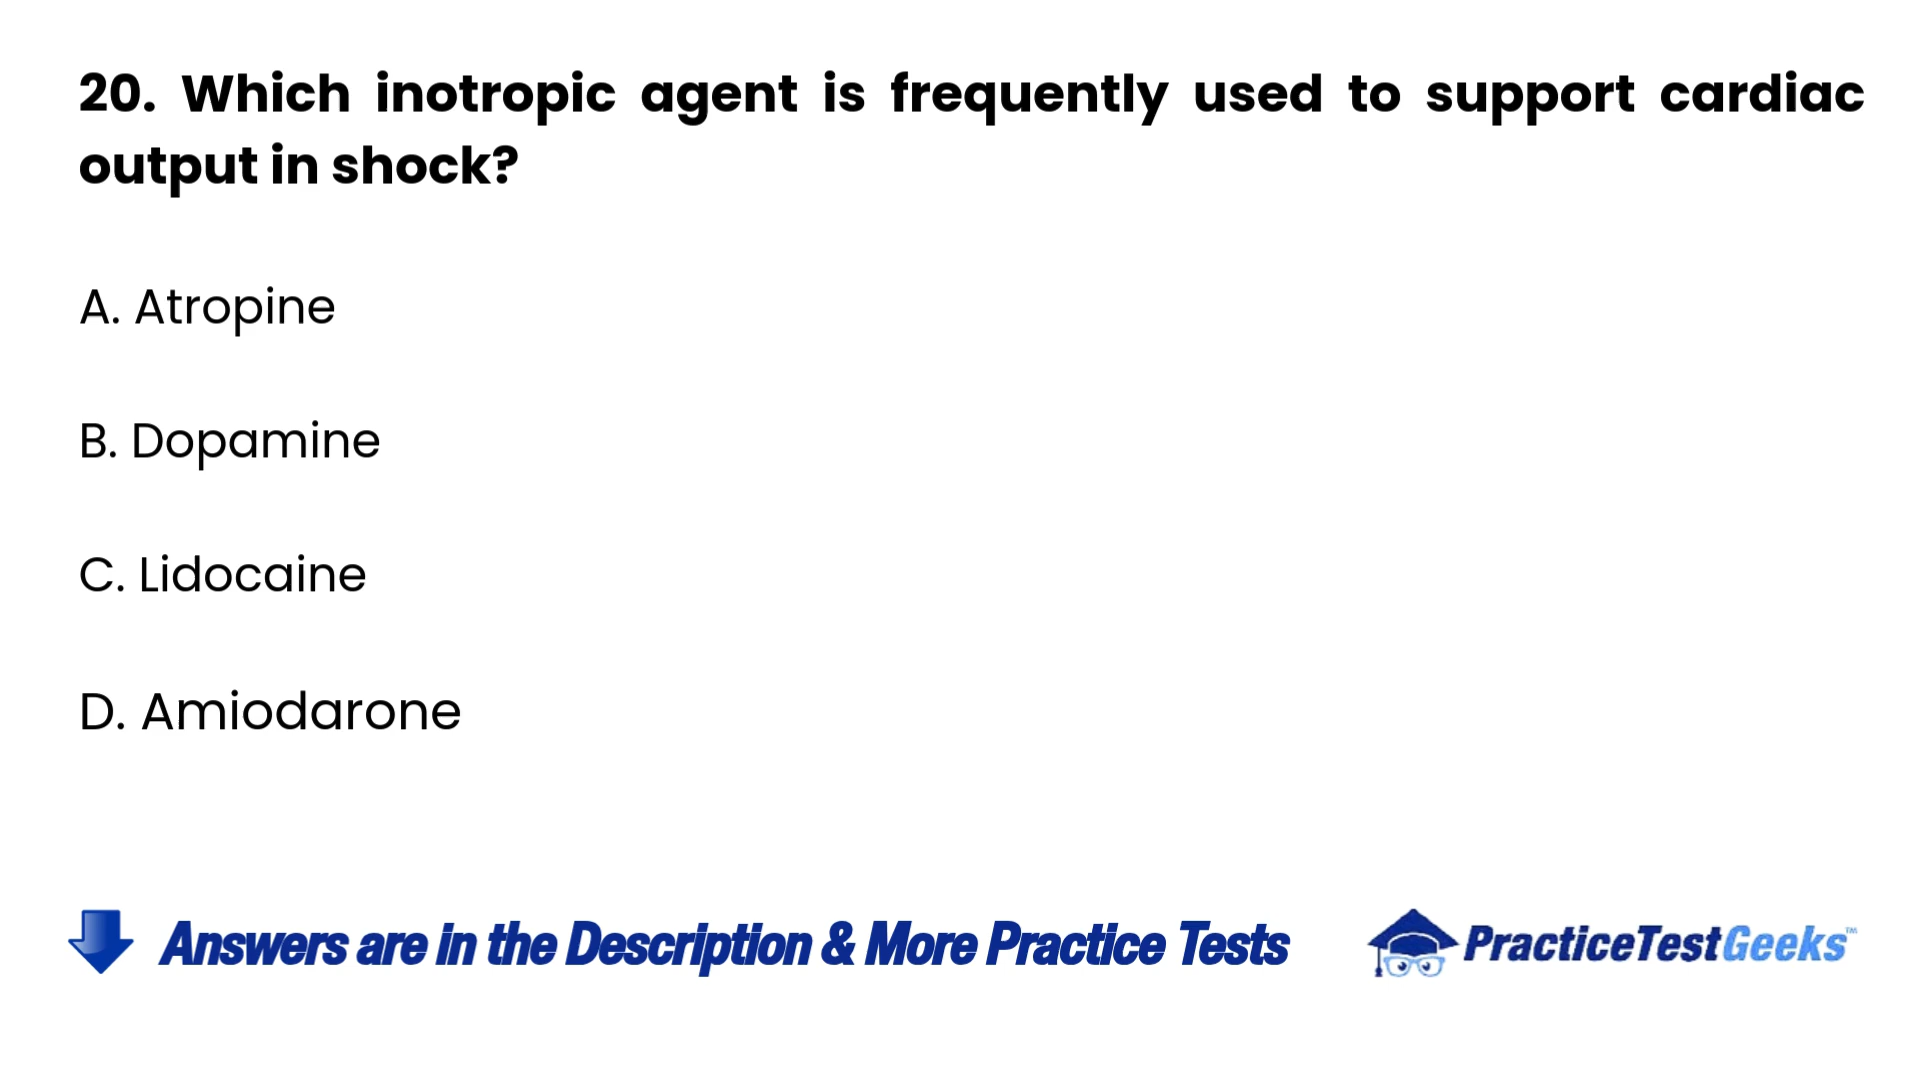 20. Which inotropic agent is frequently used to support cardiac
output in shock?
A. Atropine
B. Dopamine
C. Lidocaine
D. Amiodarone
Answers are in the Description & More Practice Tests
PracticeTestGeeks™